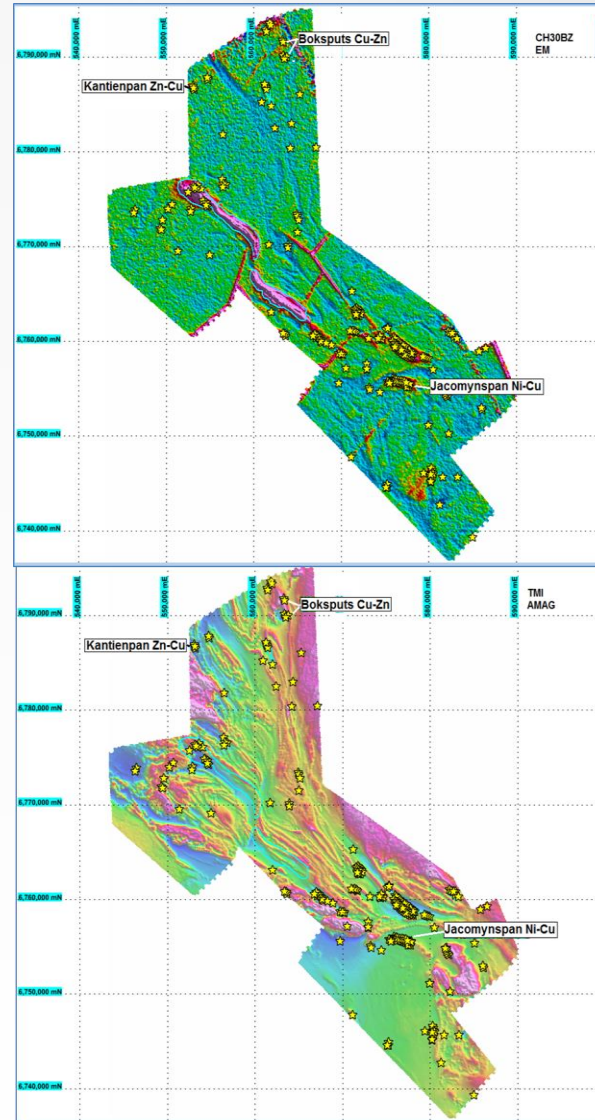 540,000 mE
550,000 mE
580,000 mE
590,000 mE
CH30BZ
EM
Boksputs Cu-Zn
6,790,000 mN
Kantienpan Zn-Cu
6,780,000 mN
6,770,000 mN
6,760,000 mN
Jacomynspan Ni-Cu
6,750,000 mN
6,740,000 mN
540,000 mE
550,000 mE
560,000 mE
580,000 mE
590,000 mE
TMI
AMAG
Boksputs Cu-Zn
6,790,000 mN
Kantienpan Zn-Cu
6,780,000 mN
6,770,000 mN
6,760,000 mN
Jacomynspan Ni-Cu
6,750,000 mN
6,740,000 mN